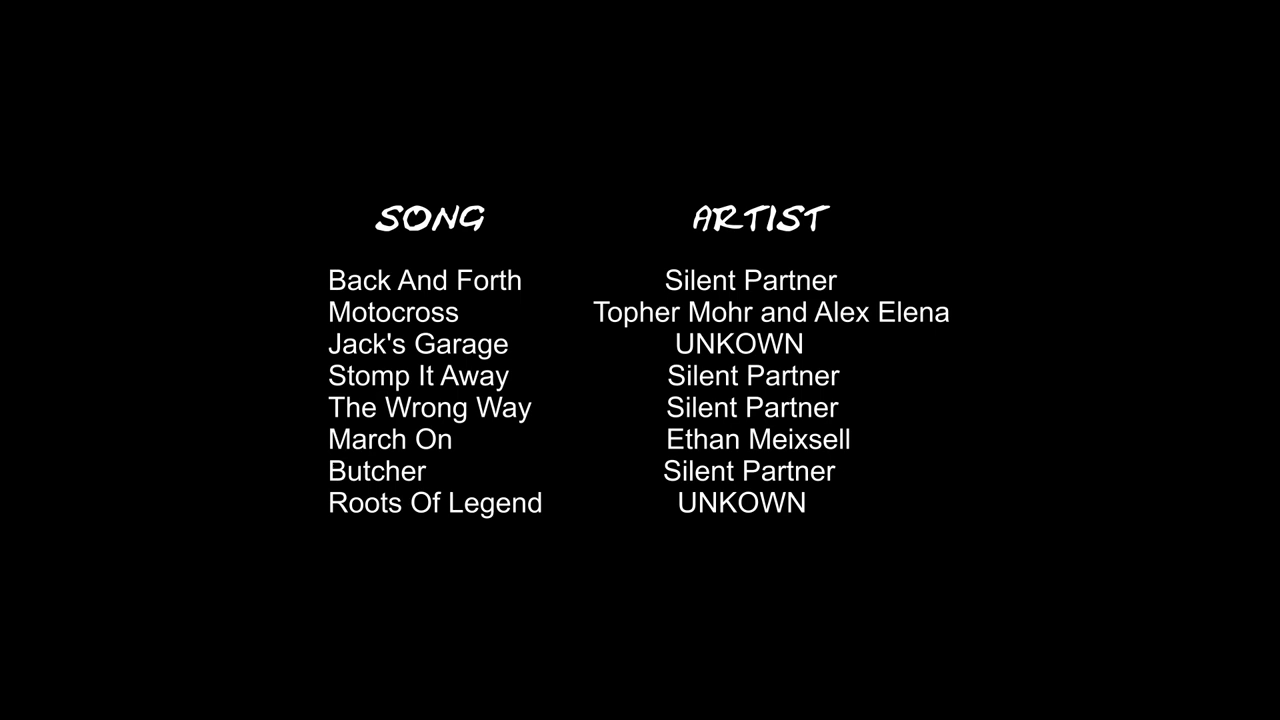 SONG ARTIST
Back And Forth Silent Partner
Motocross Topher Mohr and Alex Elena
Jack's Garage UNKOWN
Stomp It Away Silent Partner
The Wrong Way Silent Partner
March On Ethan Meixsell
Butcher Silent Partner
Roots Of Legend UNKOWN